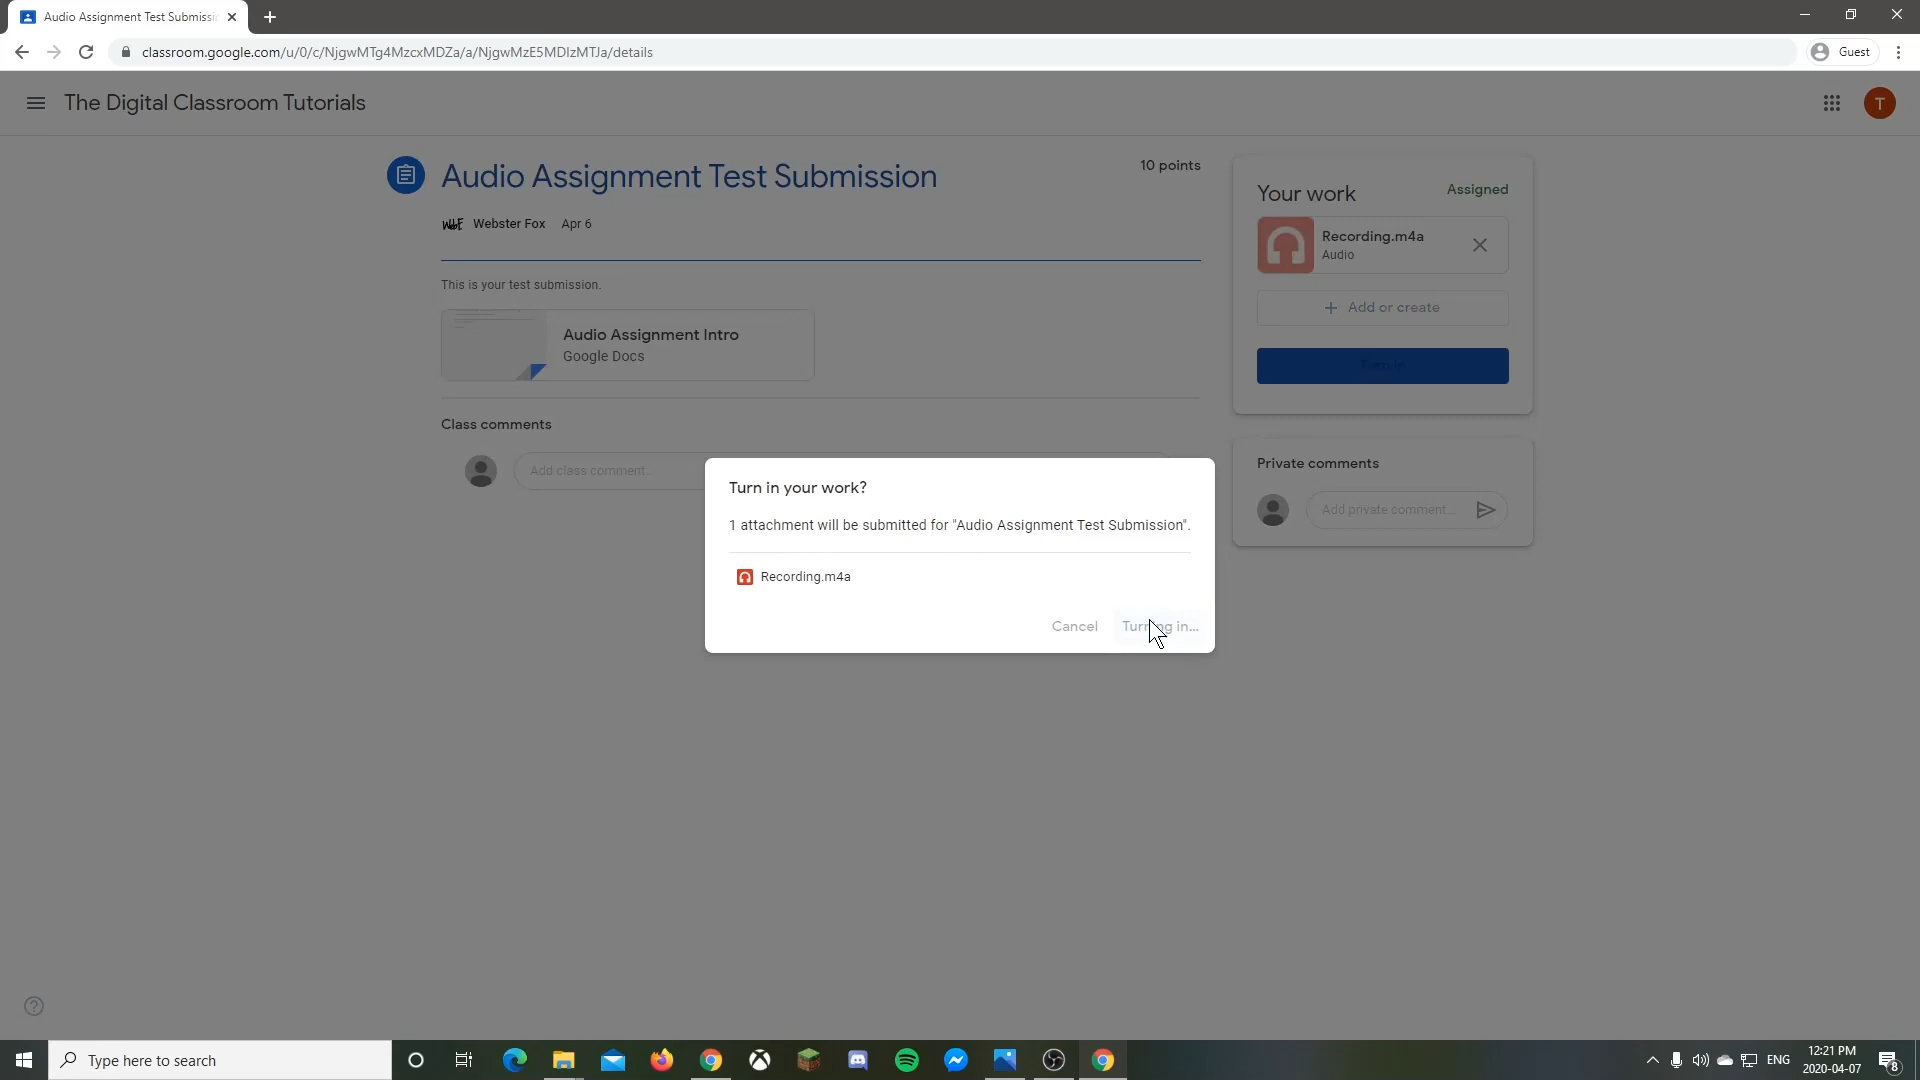 Audio Assignment Test Submissi
classroom.google.com/u/0/c/NjgwMTg4MzcxMDZa/a/NjgwMzE5MDIzMTJa/details
Guest
The Digital Classroom Tutorials
T
Audio Assignment Test Submission
10 points
Webster Fox Apr 6
This is your test submission.
Audio Assignment Intro
Google Docs
Class comments
Add class comment...
Your work
Assigned
Recording.m4a
Audio
+ Add or create
Turn in
Private comments
Add private comment...
Turn in your work?
1 attachment will be submitted for "Audio Assignment Test Submission".
Recording.m4a
Cancel
Turning in...
Type here to search
ENG
12:21 PM
2020-04-07
8